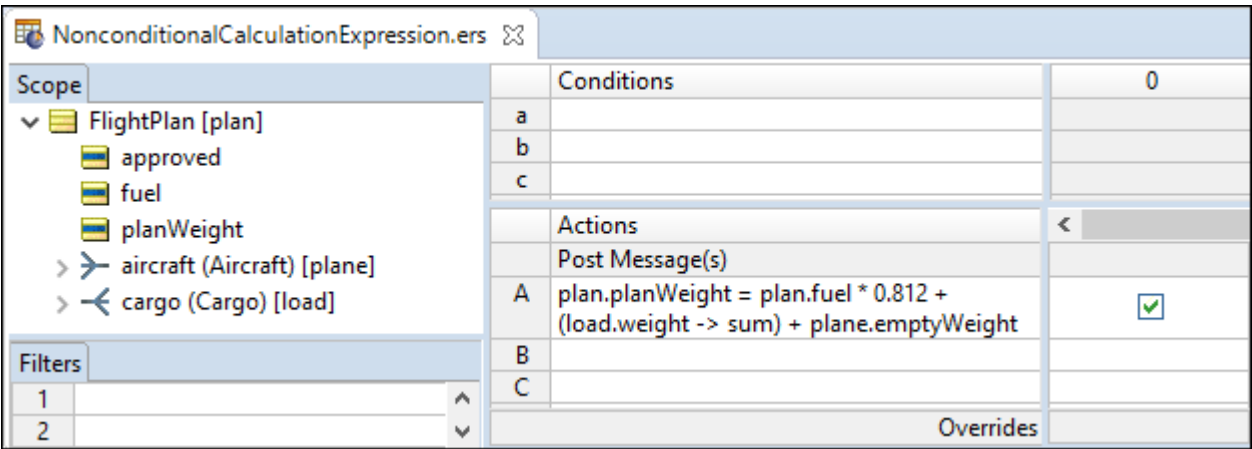 NonconditionalCalculationExpression.ers
Scope
FlightPlan [plan]
approved
fuel
planWeight
aircraft (Aircraft) [plane]
cargo (Cargo) [load]
Filters
1
2
Conditions 0
a
b
c
Actions
Post Message(s)
A plan.planWeight = plan.fuel * 0.812 +
(load.weight -> sum) + plane.emptyWeight
B
C
Overrides